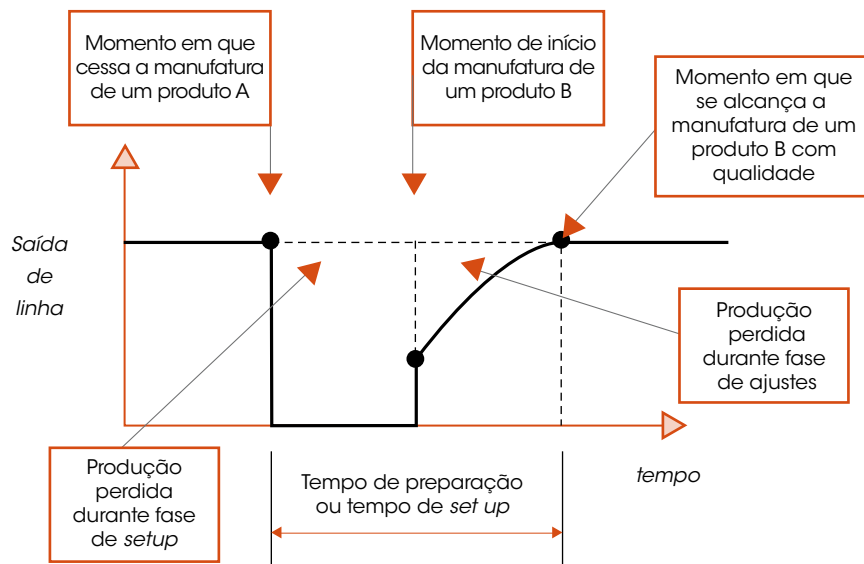 Momento em que
cessa a manufatura
de um produto A
Momento de início
da manufatura de
um produto B
Momento em que
se alcança a
manufatura de um
produto B com
qualidade
Saída
de
linha
Produção
perdida
durante fase
de ajustes
Produção
perdida
durante fase
de setup
Tempo de preparação
ou tempo de set up
tempo